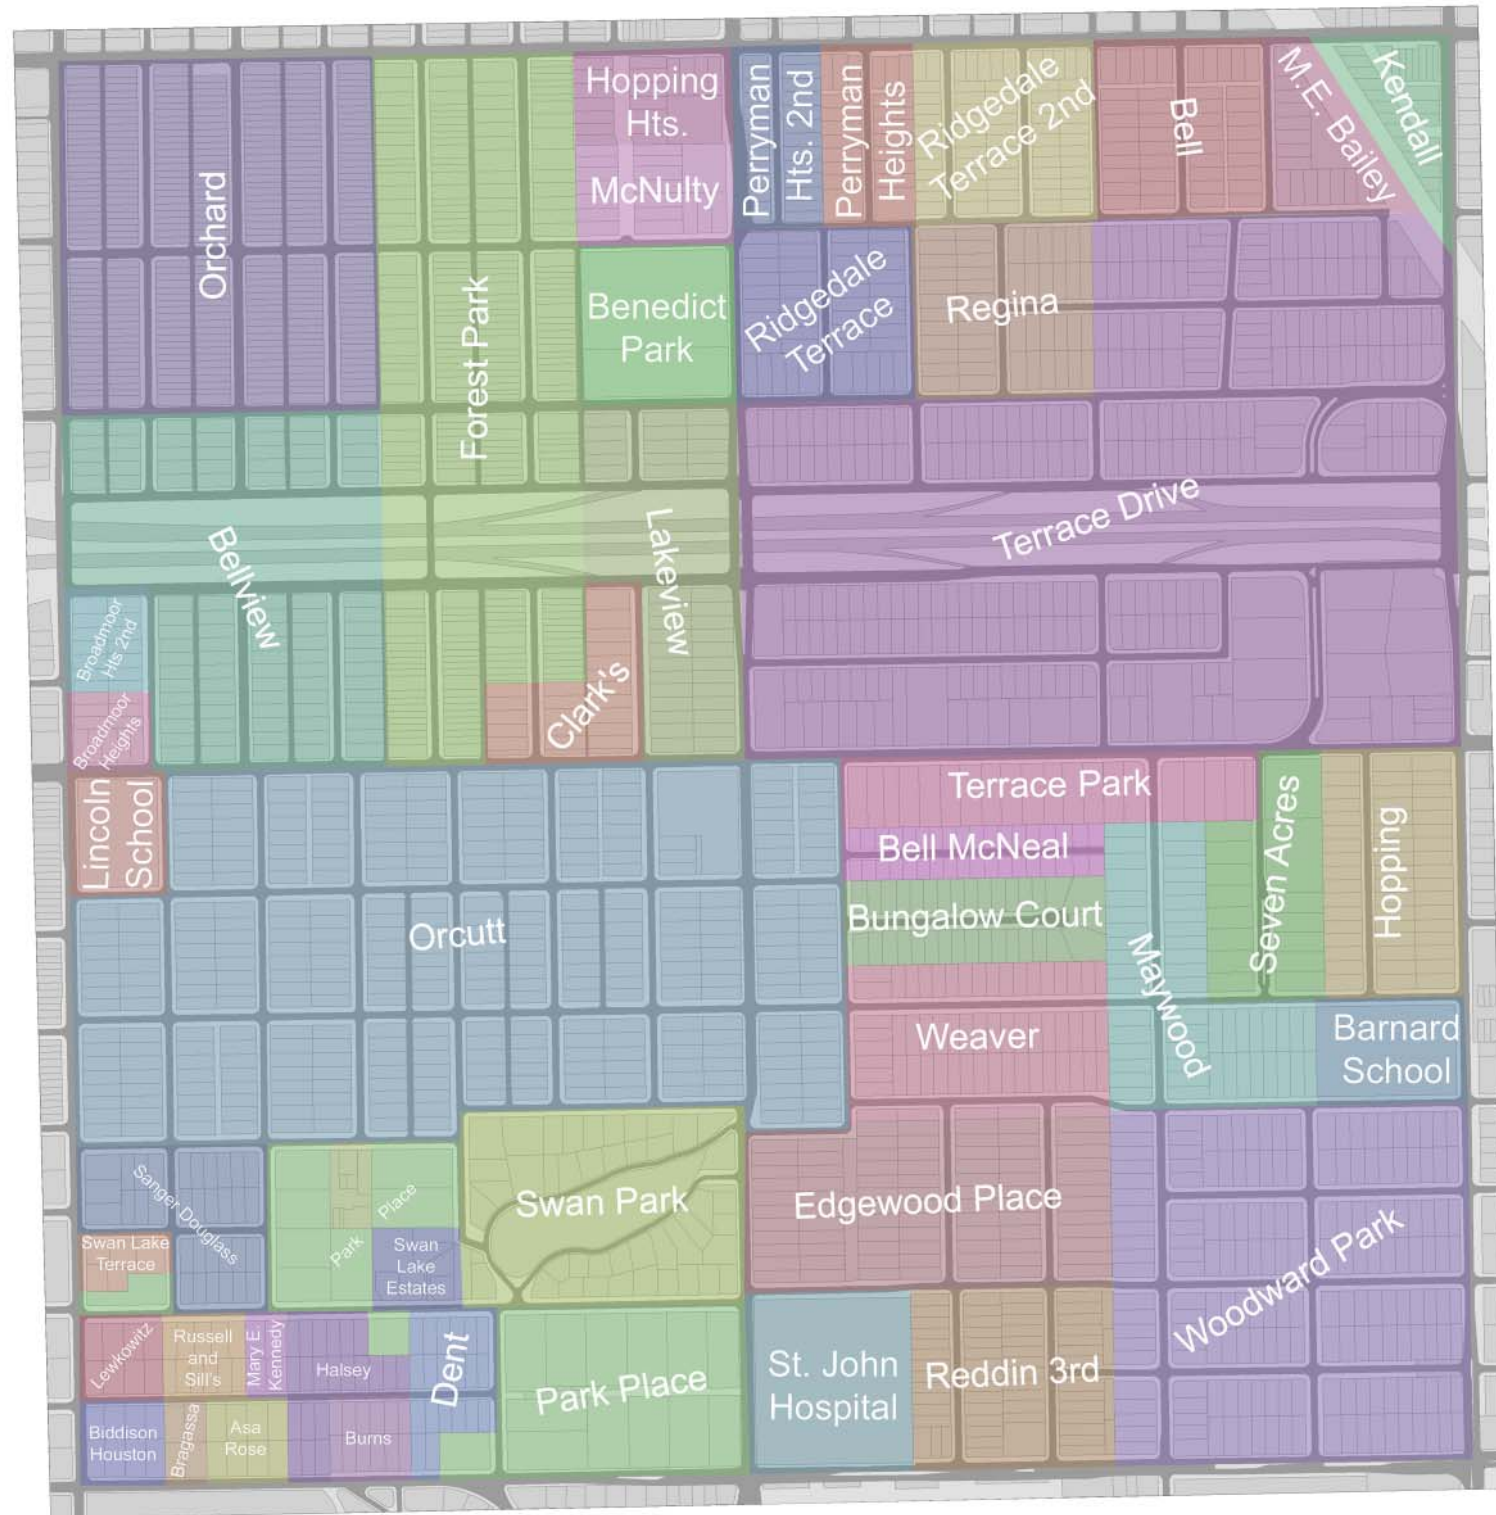 Orchard
Forest Park
Hopping
Hts.
McNulty
Benedict
Park
Perryman
Hts. 2nd
Perryman
Heights
Ridgedale
Terrace 2nd
Bell
M.E. Bailey
Kendall
Ridgedale
Terrace
Regina
Bellview
Lakeview
Terrace Drive
Broadmoor
Hts 2nd
Broadmoor
Heights
Clark's
Lincoln
School
Orcutt
Terrace Park
Bell McNeal
Bungalow Court
Weaver
Maywood
Seven Acres
Hopping
Barnard
School
Sanger Douglass
Swan Lake
Terrace
Park Place
Swan
Lake
Estates
Swan Park
Edgewood Place
Woodward Park
Lewkowitz
Russell
and
Sill's
Mary E.
Kennedy
Halsey
Dent
Park Place
St. John
Hospital
Reddin 3rd
Biddison
Houston
Bragassa
Asa
Rose
Burns